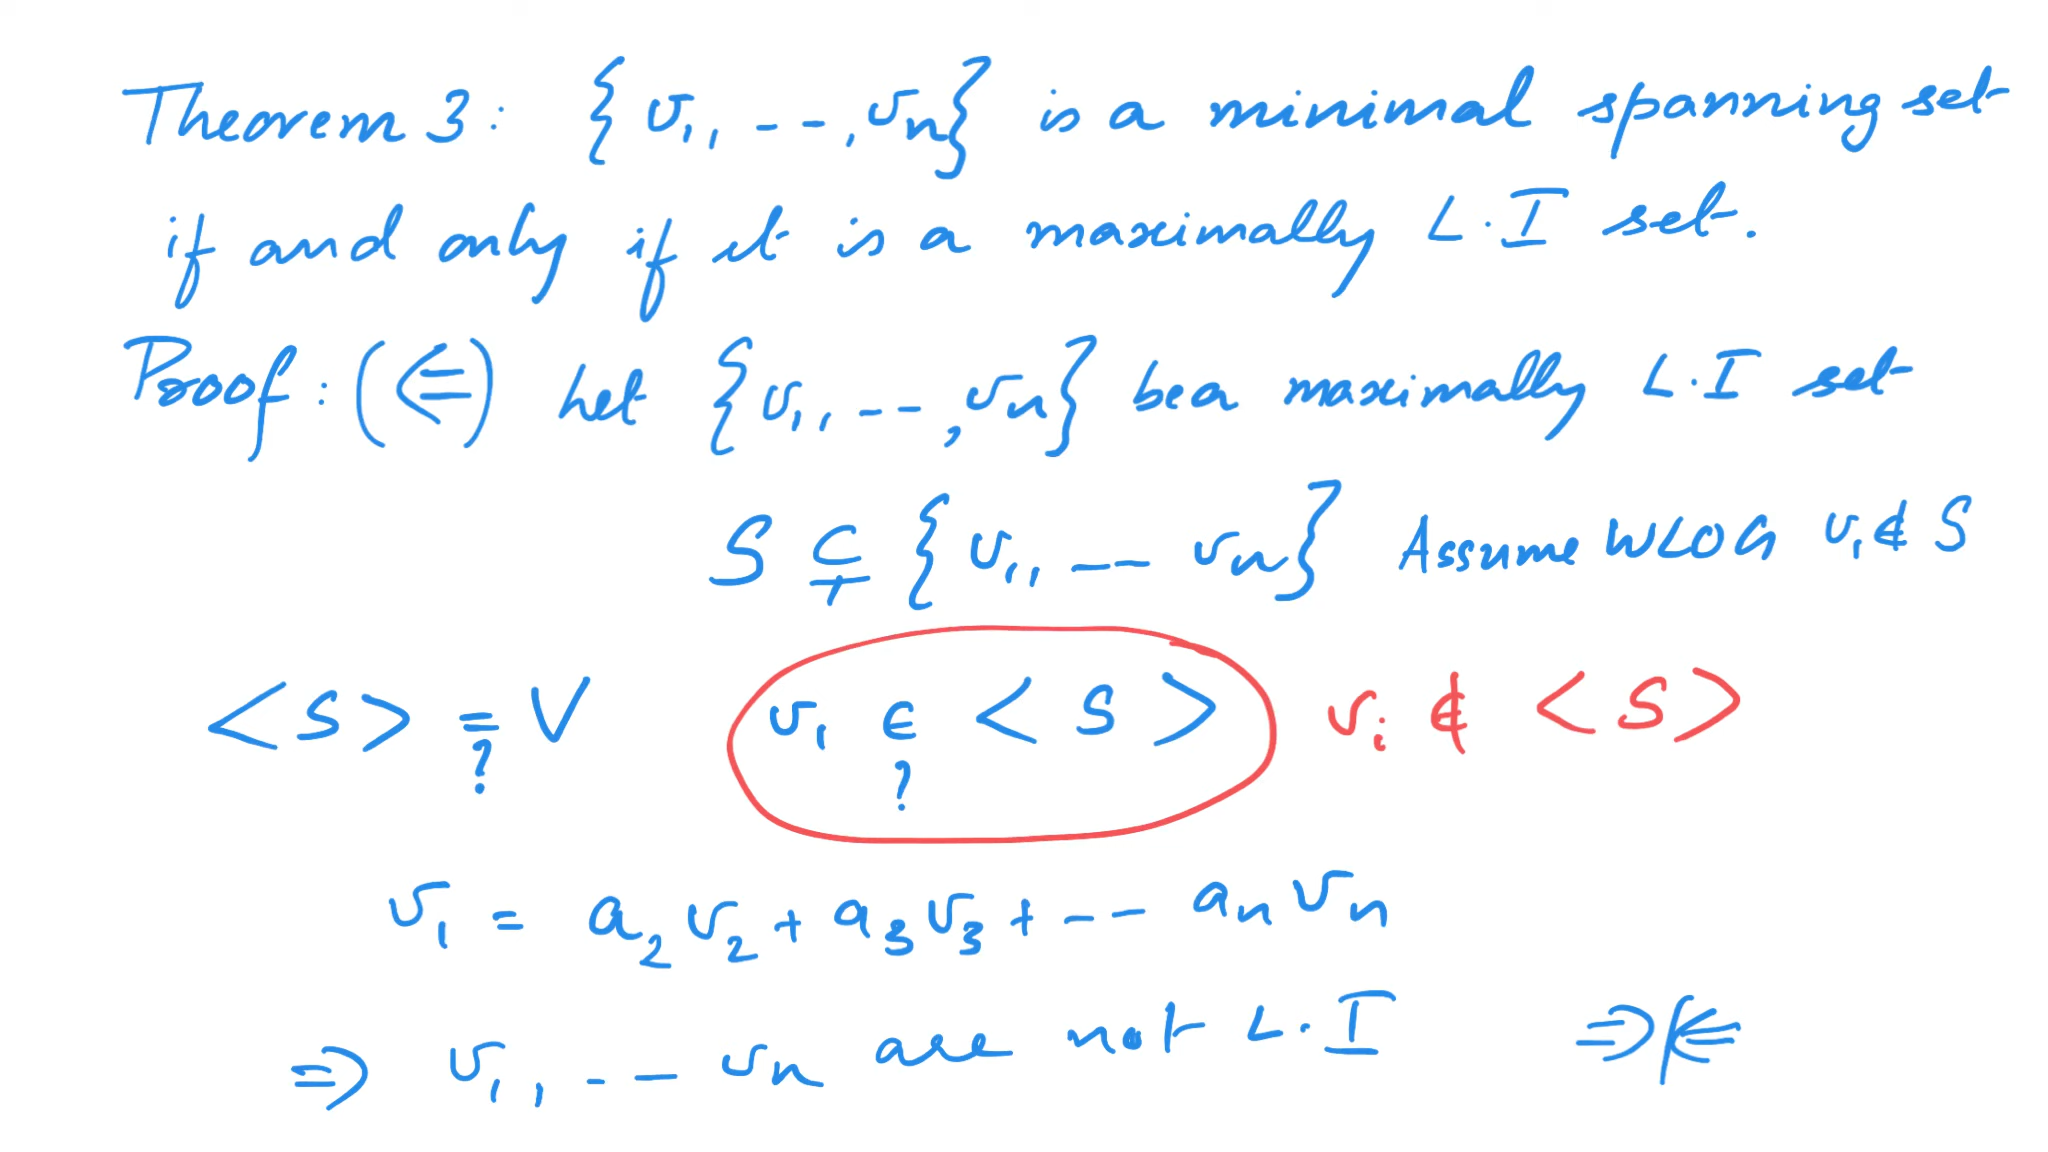 Theorem 3: {v₁, --, vₙ} is a minimal spanning set
if and only if it is a maximally L.I set.
Proof: (⇐) Let {v₁, --, vₙ} be a maximally L.I set
S ⊊ {v₁, -- vₙ} Assume WLOG v₁ ∉ S
<S> =? V v₁ ∈? <S> vᵢ ∉ <S>
v₁ = a₂v₂ + a₃v₃ + -- aₙvₙ
⇒ v₁, -- vₙ are not L.I ⇒⇐